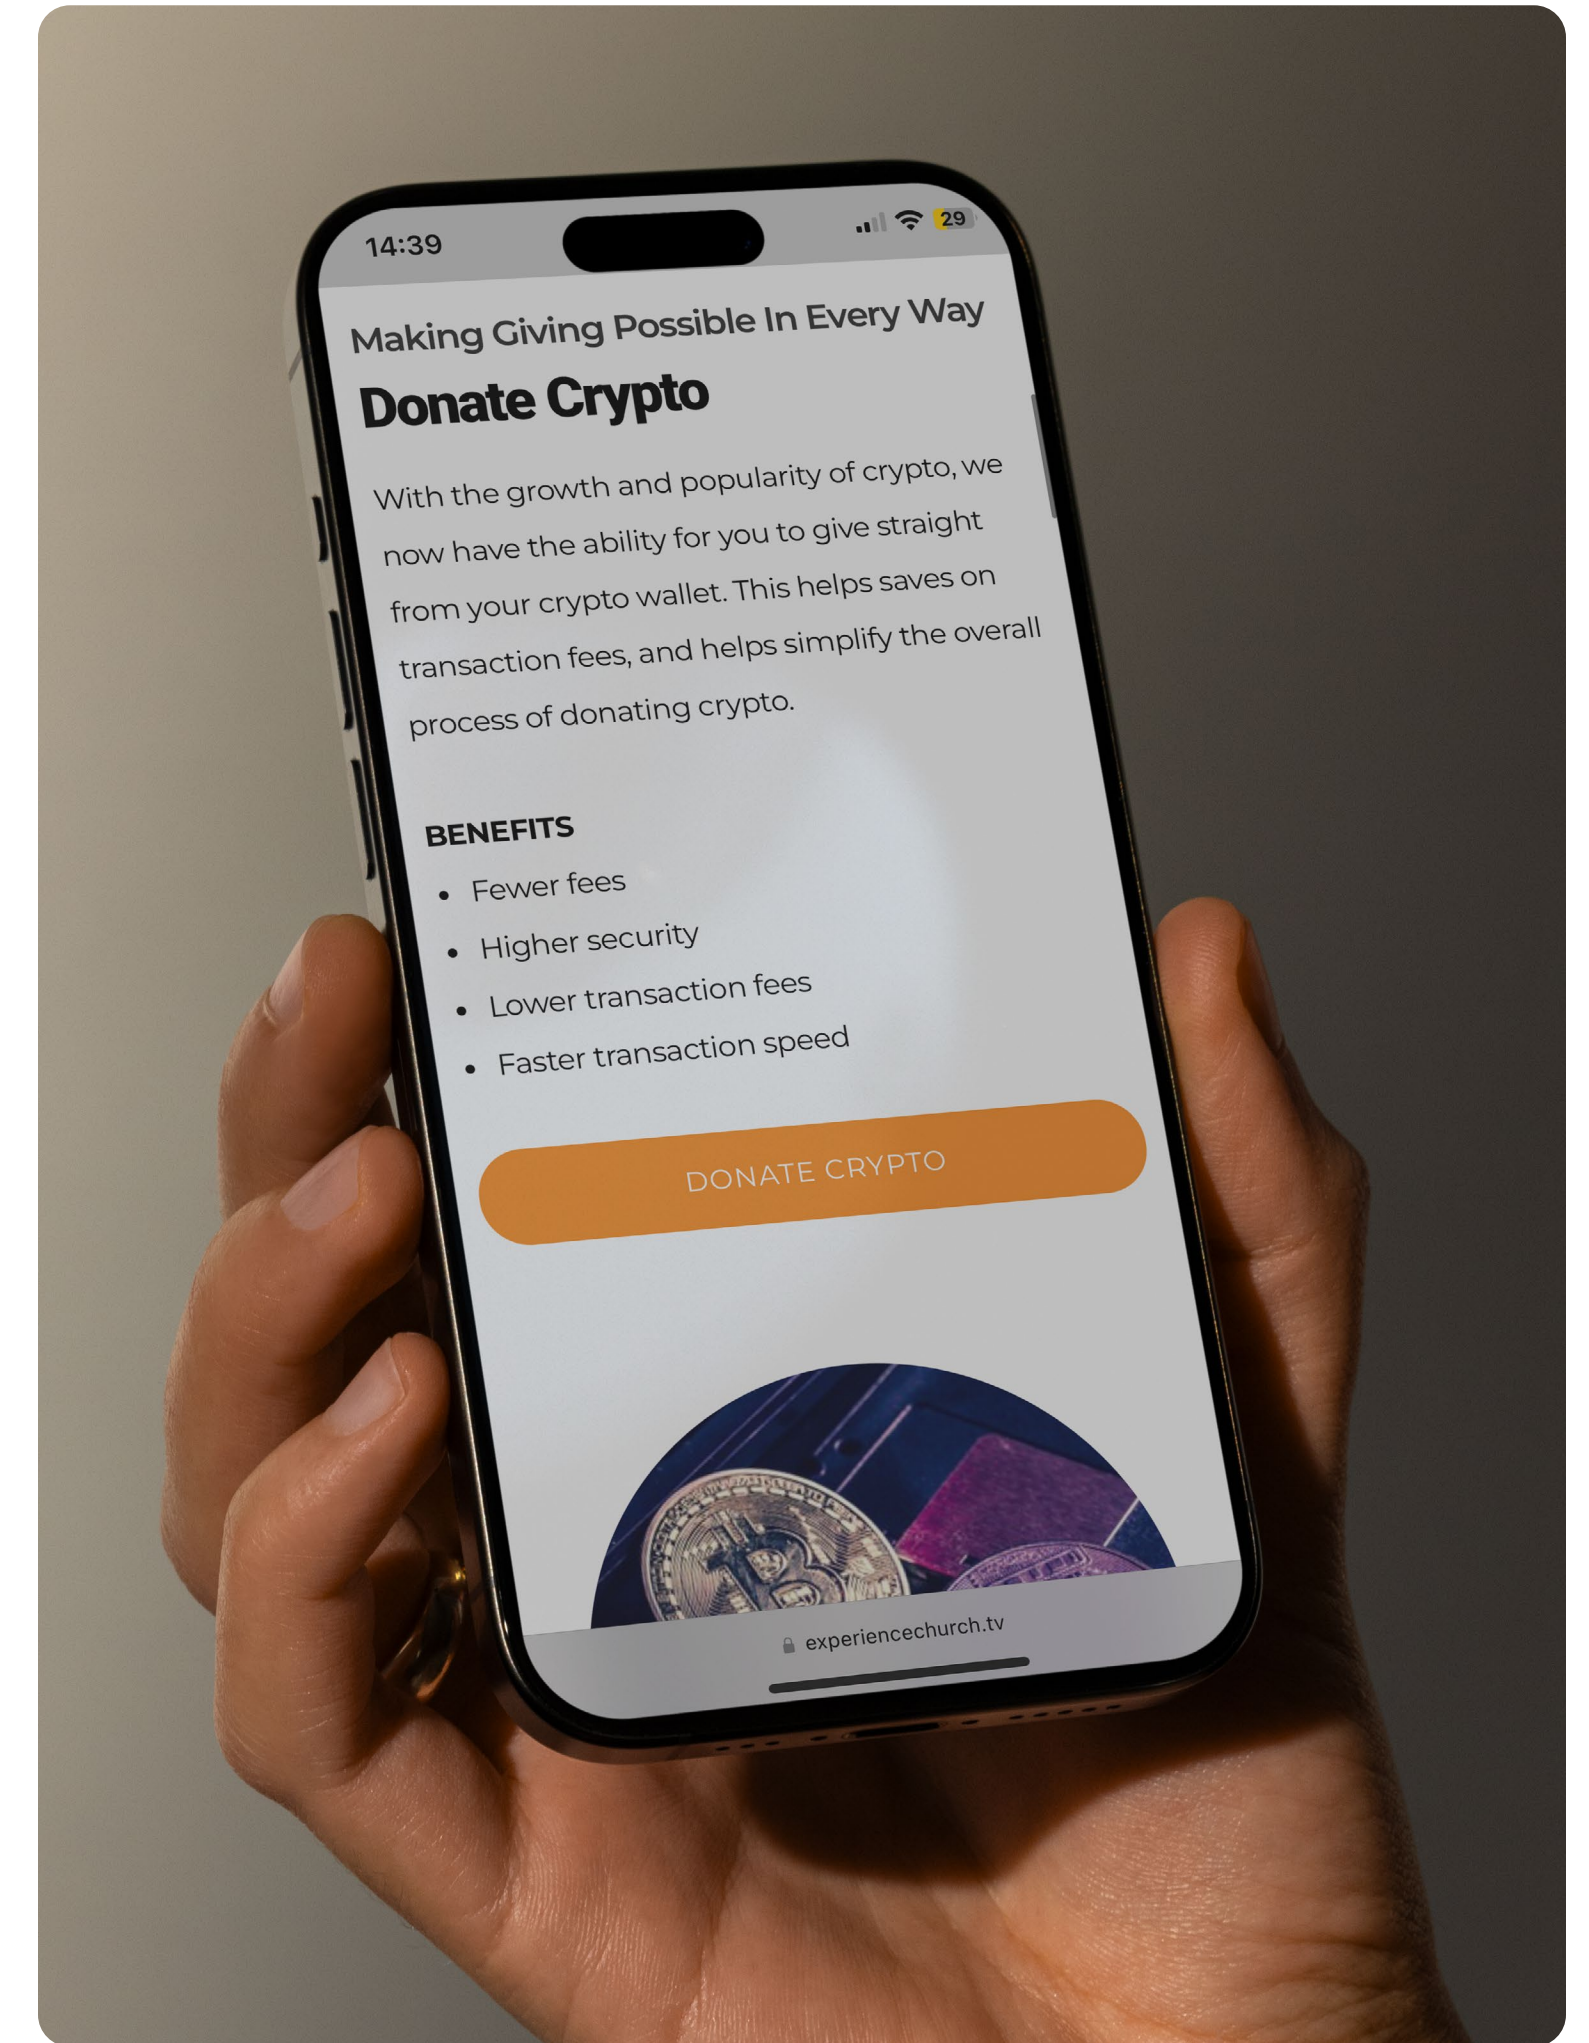 14:39
29
Making Giving Possible In Every Way
Donate Crypto
With the growth and popularity of crypto, we
now have the ability for you to give straight
from your crypto wallet. This helps saves on
transaction fees, and helps simplify the overall
process of donating crypto.
BENEFITS
• Fewer fees
• Higher security
• Lower transaction fees
• Faster transaction speed
DONATE CRYPTO
experiencechurch.tv